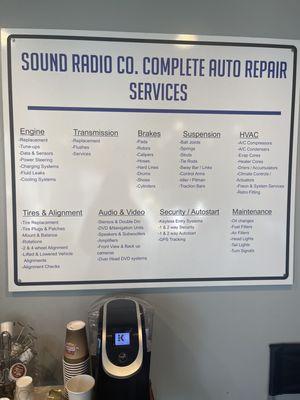 SOUND RADIO CO. COMPLETE AUTO REPAIR
SERVICES
Engine
-Replacement
-Tune-ups
-Data & Sensors
-Power Steering
-Charging Systems
-Fluid Leaks
-Cooling Systems
Transmission
-Replacement
-Flushes
-Services
Brakes
-Pads
-Rotors
-Calipers
-Hoses
-Hard Lines
-Drums
-Shoes
-Cylinders
Suspension
-Ball Joints
-Springs
-Struts
-Tie Rods
-Sway Bar / Links
-Control Arms
-Idler / Pitman
-Traction Bars
HVAC
-A/C Compressors
-A/C Condensers
-Evap Cores
-Heater Cores
-Driers / Accumulators
-Climate Controls /
Actuators
-Freon & System Services
-Retro Fitting
Tires & Alignment
-Tire Replacement
-Tire Plugs & Patches
-Mount & Balance
-Rotations
-2 & 4 wheel Alignment
-Lifted & Lowered Vehicle
Alignments
-Alignment Checks
Audio & Video
-Stereos & Double Din
-DVD &Navigation Units
-Speakers & Subwoofers
-Amplifiers
-Front View & Back up
cameras
-Over Head DVD systems
Security / Autostart
-Keyless Entry Systems
-1 & 2 way Security
-1 & 2 way Autostart
-GPS Tracking
Maintenance
-Oil changes
-Fuel Filters
-Air Filters
-Head Lights
-Tail Lights
-Turn Signals
K